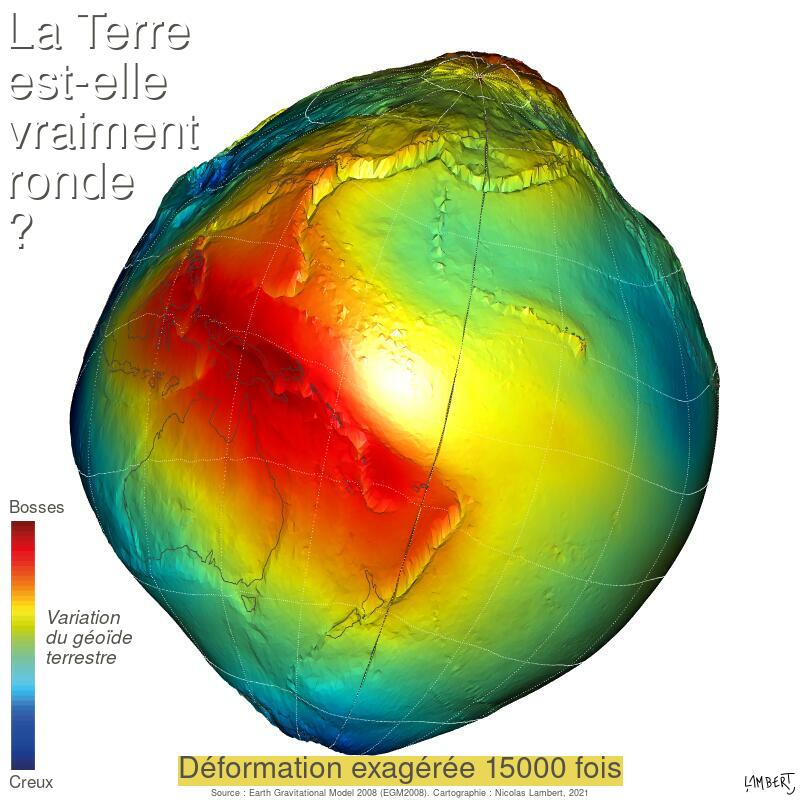 La Terre
est-elle
vraiment
ronde
?
Bosses
Variation
du géoïde
terrestre
Creux
Déformation exagérée 15000 fois
Source : Earth Gravitational Model 2008 (EGM2008). Cartographie : Nicolas Lambert, 2021
LAMBERT